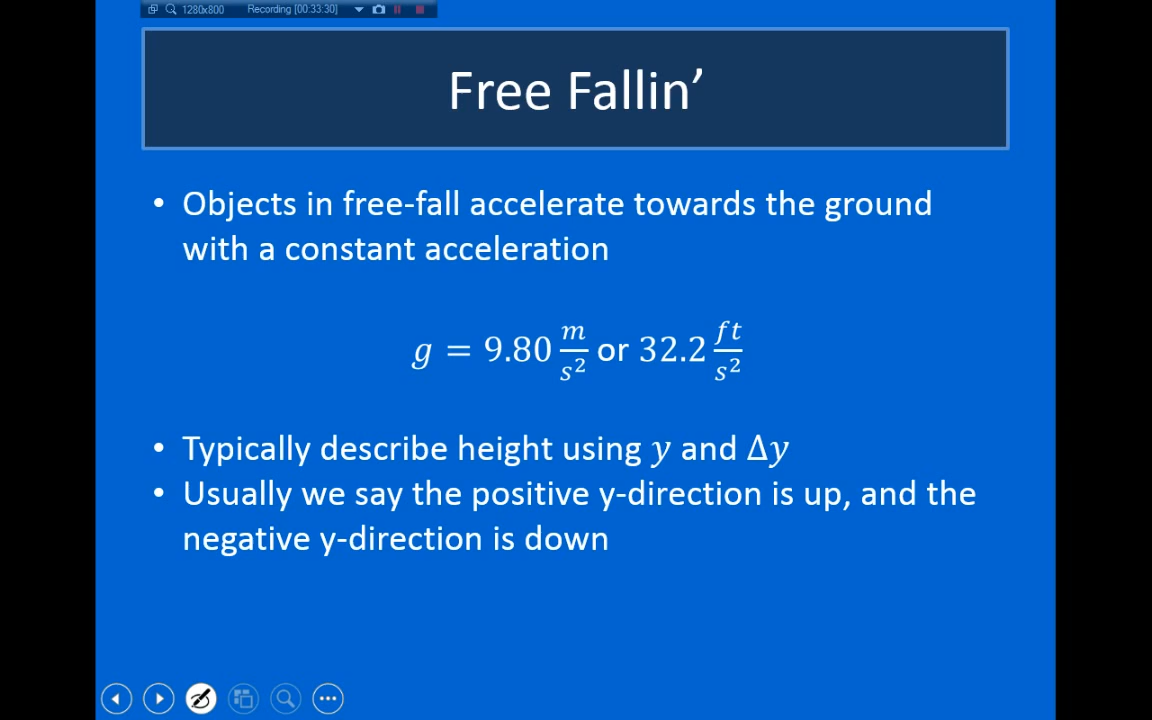 1280x800 Recording [00:33:30]
Free Fallin’
• Objects in free-fall accelerate towards the ground
with a constant acceleration
g = 9.80 m/s² or 32.2 ft/s²
• Typically describe height using y and Δy
• Usually we say the positive y-direction is up, and the
negative y-direction is down